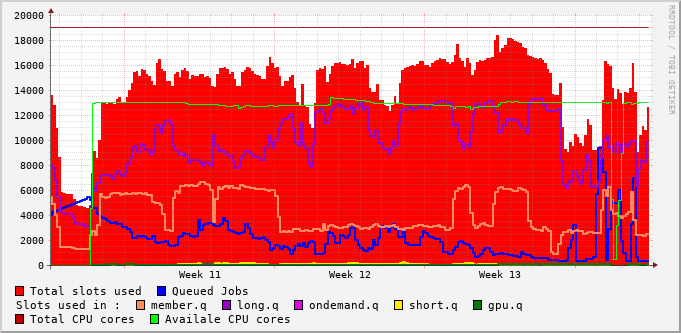 20000
18000
16000
14000
12000
10000
8000
6000
4000
2000
0
Week 11 Week 12 Week 13
RRDTOOL / TOBI OETIKER
Total slots used Queued Jobs
Slots used in : member.q long.q ondemand.q short.q gpu.q
Total CPU cores Availale CPU cores